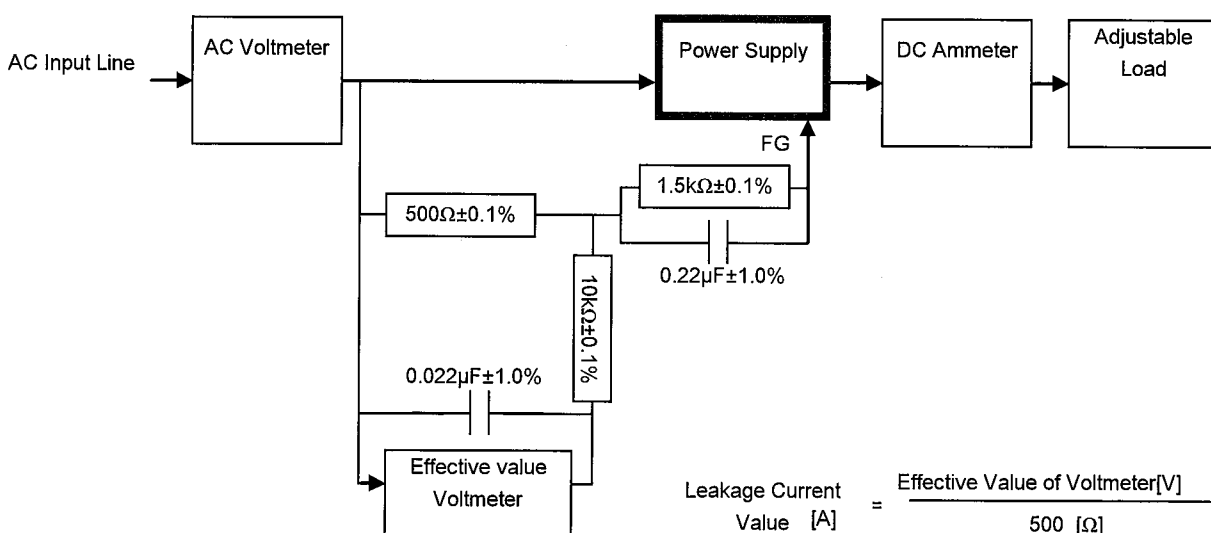 AC Input Line
AC Voltmeter
Power Supply
DC Ammeter
Adjustable
Load
FG
1.5kΩ±0.1%
500Ω±0.1%
0.22µF±1.0%
10kΩ±0.1%
0.022µF±1.0%
Effective value
Voltmeter
Leakage Current
Value [A]
=
Effective Value of Voltmeter[V]
500 [Ω]